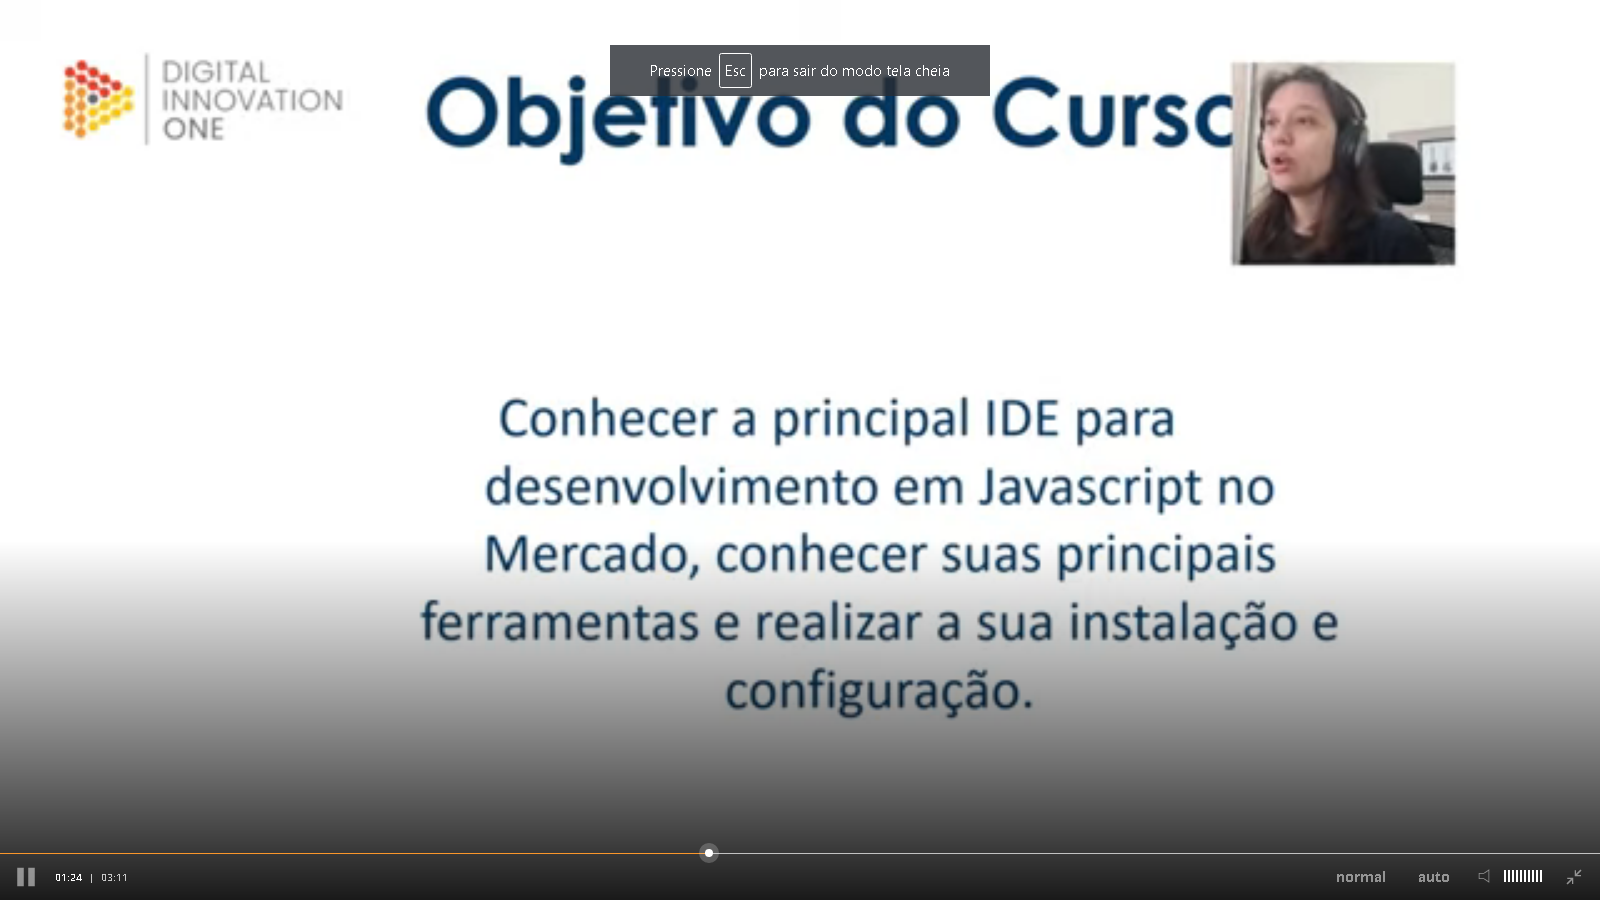 Pressione Esc para sair do modo tela cheia
DIGITAL
INNOVATION
ONE
Objetivo do Curso
Conhecer a principal IDE para
desenvolvimento em Javascript no
Mercado, conhecer suas principais
ferramentas e realizar a sua instalação e
configuração.
01:24 | 03:11
normal auto